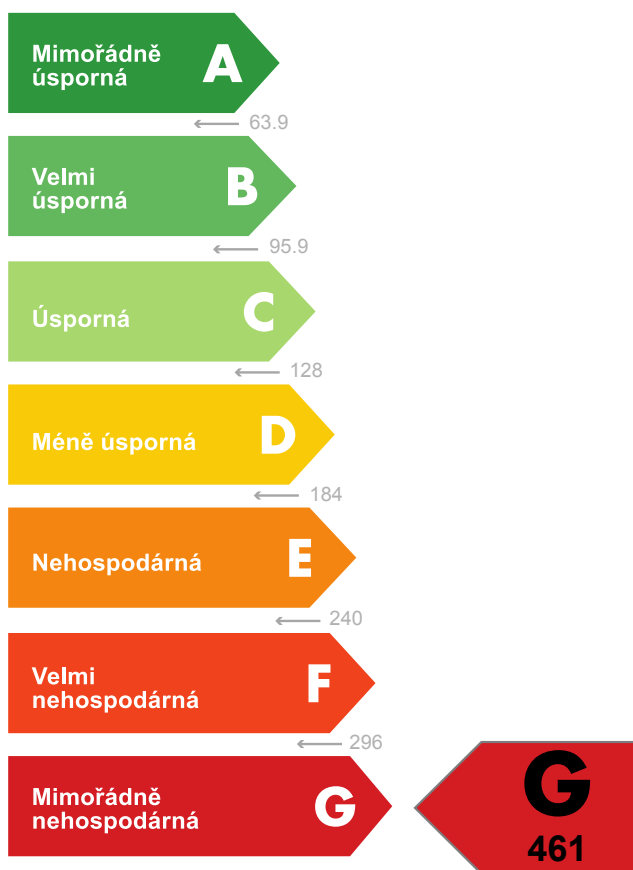 Mimořádně
úsporná
A
63.9
Velmi
úsporná
B
95.9
Úsporná
C
128
Méně úsporná
D
184
Nehospodárná
E
240
Velmi
nehospodárná
F
296
Mimořádně
nehospodárná
G
G
461